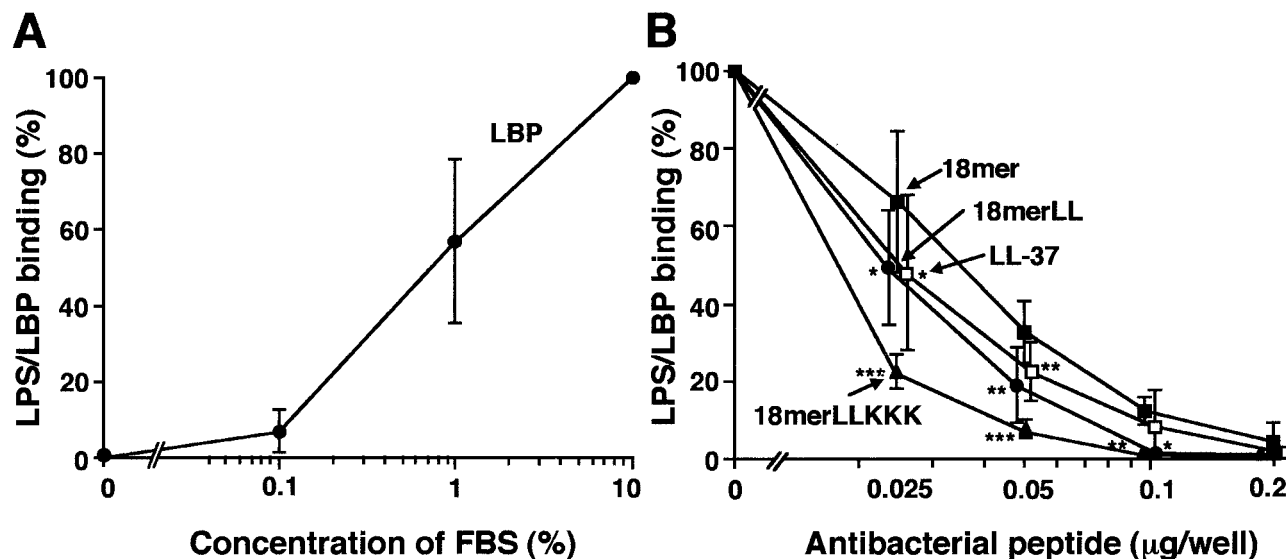 A
LPS/LBP binding (%)
100
80
60
40
20
0
LBP
0
0.1
1
10
Concentration of FBS (%)
B
LPS/LBP binding (%)
100
80
60
40
20
0
18mer
18merLL
LL-37
*
*
***
**
**
18merLLKKK
***
**
*
0
0.025
0.05
0.1
0.2
Antibacterial peptide (μg/well)